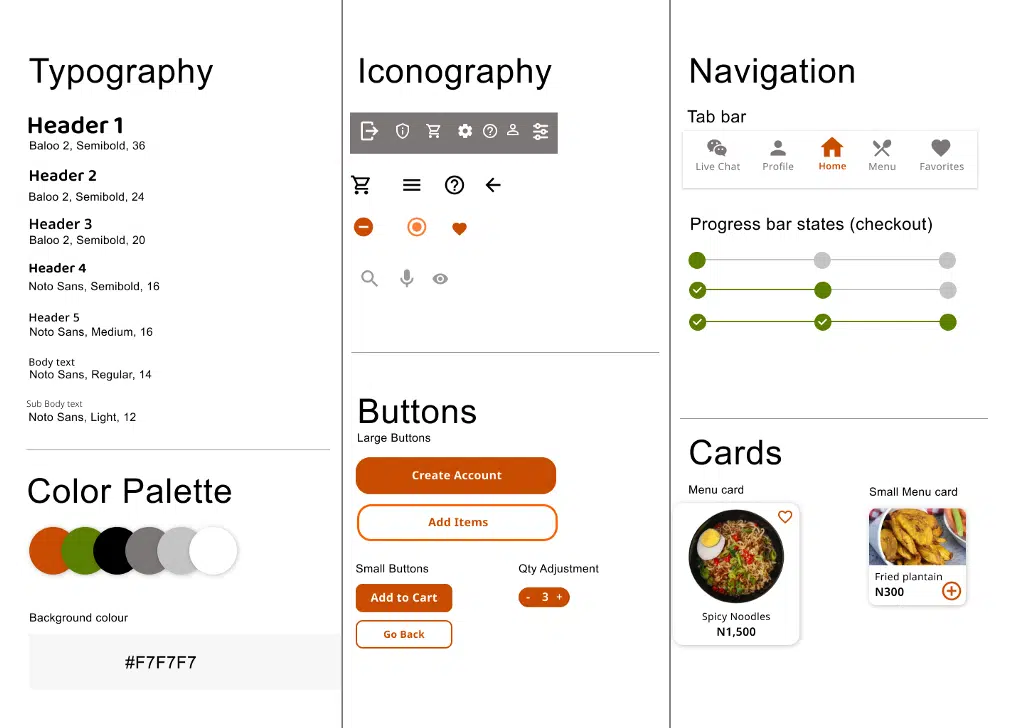 Typography
Header 1
Baloo 2, Semibold, 36
Header 2
Baloo 2, Semibold, 24
Header 3
Baloo 2, Semibold, 20
Header 4
Noto Sans, Semibold, 16
Header 5
Noto Sans, Medium, 16
Body text
Noto Sans, Regular, 14
Sub Body text
Noto Sans, Light, 12
Color Palette
Background colour
#F7F7F7
Iconography
Buttons
Large Buttons
Create Account
Add Items
Small Buttons
Add to Cart
Go Back
Qty Adjustment
- 3 +
Navigation
Tab bar
Live Chat
Profile
Home
Menu
Favorites
Progress bar states (checkout)
Cards
Menu card
Spicy Noodles
N1,500
Small Menu card
Fried plantain
N300